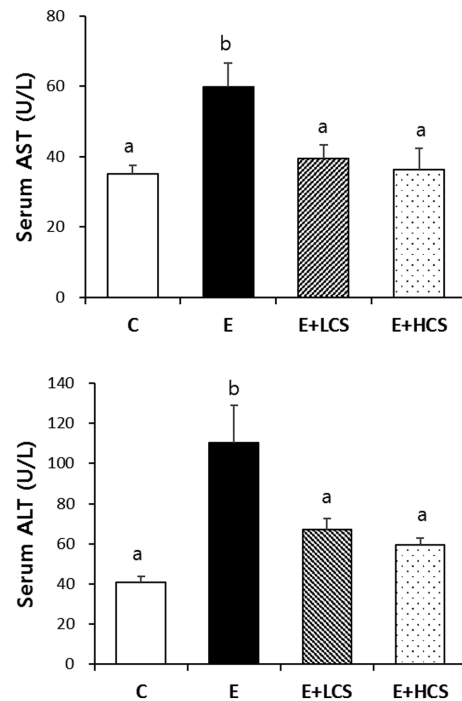 Serum AST (U/L)
80
60
40
20
0
a
b
a
a
C E E+LCS E+HCS
Serum ALT (U/L)
140
120
100
80
60
40
20
0
a
b
a
a
C E E+LCS E+HCS